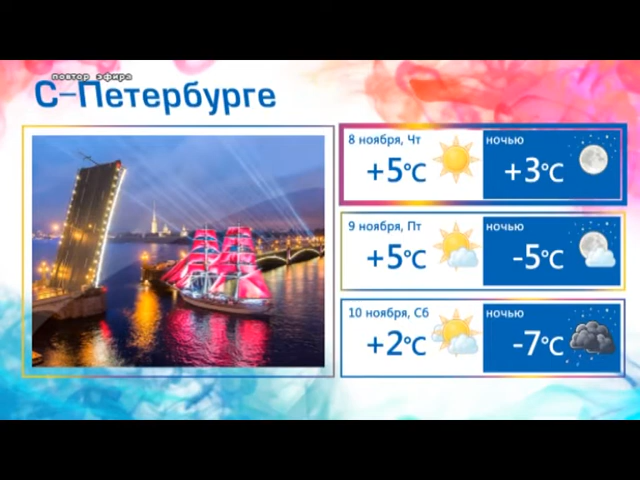 повтор эфира
С-Петербурге
8 ноября, Чт
+5°C
ночью
+3°C
9 ноября, Пт
+5°C
ночью
-5°C
10 ноября, Сб
+2°C
ночью
-7°C